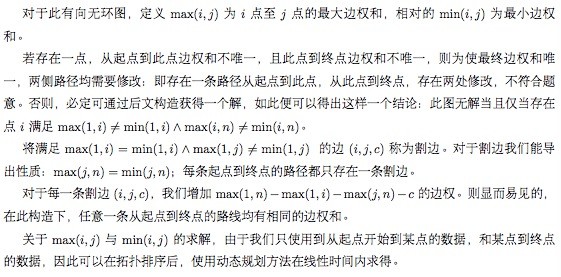 对于此有向无环图，定义 max(i,j) 为 i 点至 j 点的最大边权和，相对的 min(i,j) 为最小边权
和。
若存在一点，从起点到此点边权和不唯一，且此点到终点边权和不唯一，则为使最终边权和唯
一，两侧路径均需要修改；即存在一条路径从起点到此点，从此点到终点，存在两处修改，不符合题
意。否则，必定可通过后文构造获得一个解，如此便可以得出这样一个结论：此图无解当且仅当存在
点 i 满足 max(1,i) ≠ min(1,i) ∧ max(i,n) ≠ min(i,n)。
将满足 max(1,i) = min(1,i) ∧ max(1,j) ≠ min(1,j) 的边 (i,j,c) 称为割边。对于割边我们能导
出性质：max(j,n) = min(j,n)；每条起点到终点的路径都只存在一条割边。
对于每一条割边 (i,j,c)，我们增加 max(1,n)−max(1,i)−max(j,n)−c 的边权。则显而易见的，
在此构造下，任意一条从起点到终点的路线均有相同的边权和。
关于 max(i,j) 与 min(i,j) 的求解，由于我们只使用到从起点开始到某点的数据，和某点到终点
的数据，因此可以在拓扑排序后，使用动态规划方法在线性时间内求得。